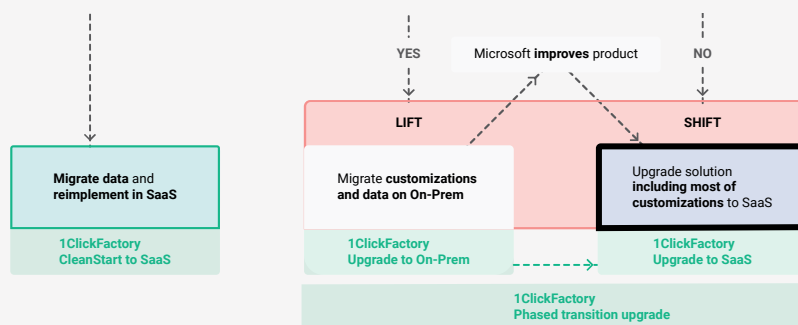 YES
Microsoft improves product
NO
LIFT
SHIFT
Migrate data and
reimplement in SaaS
Migrate customizations
and data on On-Prem
Upgrade solution
including most of
customizations to SaaS
1ClickFactory
CleanStart to SaaS
1ClickFactory
Upgrade to On-Prem
1ClickFactory
Upgrade to SaaS
1ClickFactory
Phased transition upgrade